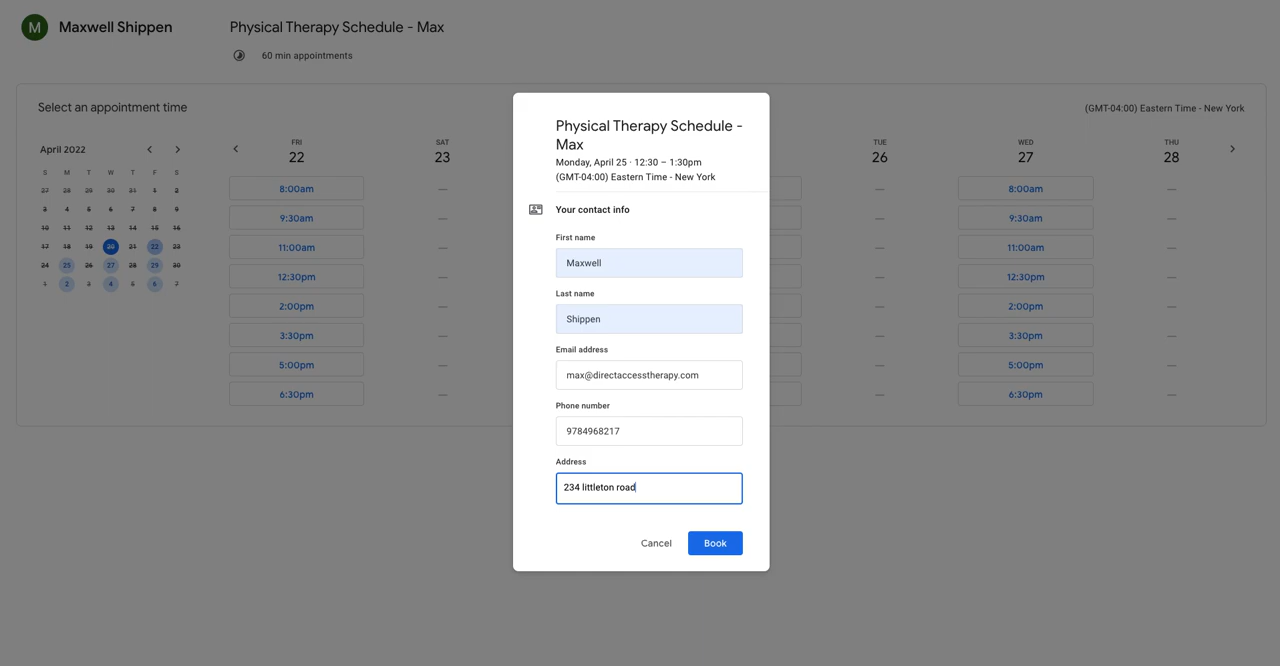 M Maxwell Shippen
Physical Therapy Schedule - Max
60 min appointments
Select an appointment time
(GMT-04:00) Eastern Time - New York
April 2022
S M T W T F S
27 28 29 30 31 1 2
3 4 5 6 7 8 9
10 11 12 13 14 15 16
17 18 19 20 21 22 23
24 25 26 27 28 29 30
1 2 3 4 5 6 7
FRI
22
8:00am
9:30am
11:00am
12:30pm
2:00pm
3:30pm
5:00pm
6:30pm
SAT
23
—
—
—
—
—
—
—
—
Physical Therapy Schedule -
Max
Monday, April 25 · 12:30 – 1:30pm
(GMT-04:00) Eastern Time - New York
Your contact info
First name
Maxwell
Last name
Shippen
Email address
max@directaccesstherapy.com
Phone number
9784968217
Address
234 littleton road
Cancel
Book
TUE
26
—
—
—
—
—
—
—
—
WED
27
8:00am
9:30am
11:00am
12:30pm
2:00pm
3:30pm
5:00pm
6:30pm
THU
28
—
—
—
—
—
—
—
—